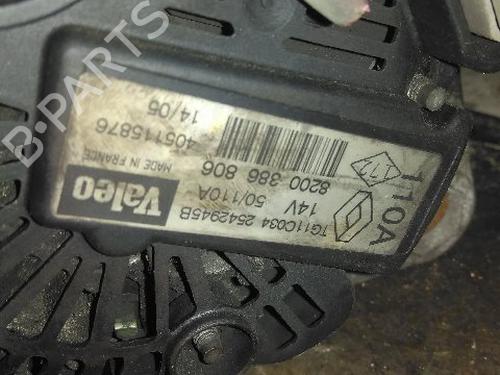 TG11C034 2542945B
14V 50/110A
Valeo
8200 386 806
MADE IN FRANCE
405115876 14/05
110A
B-PARTS